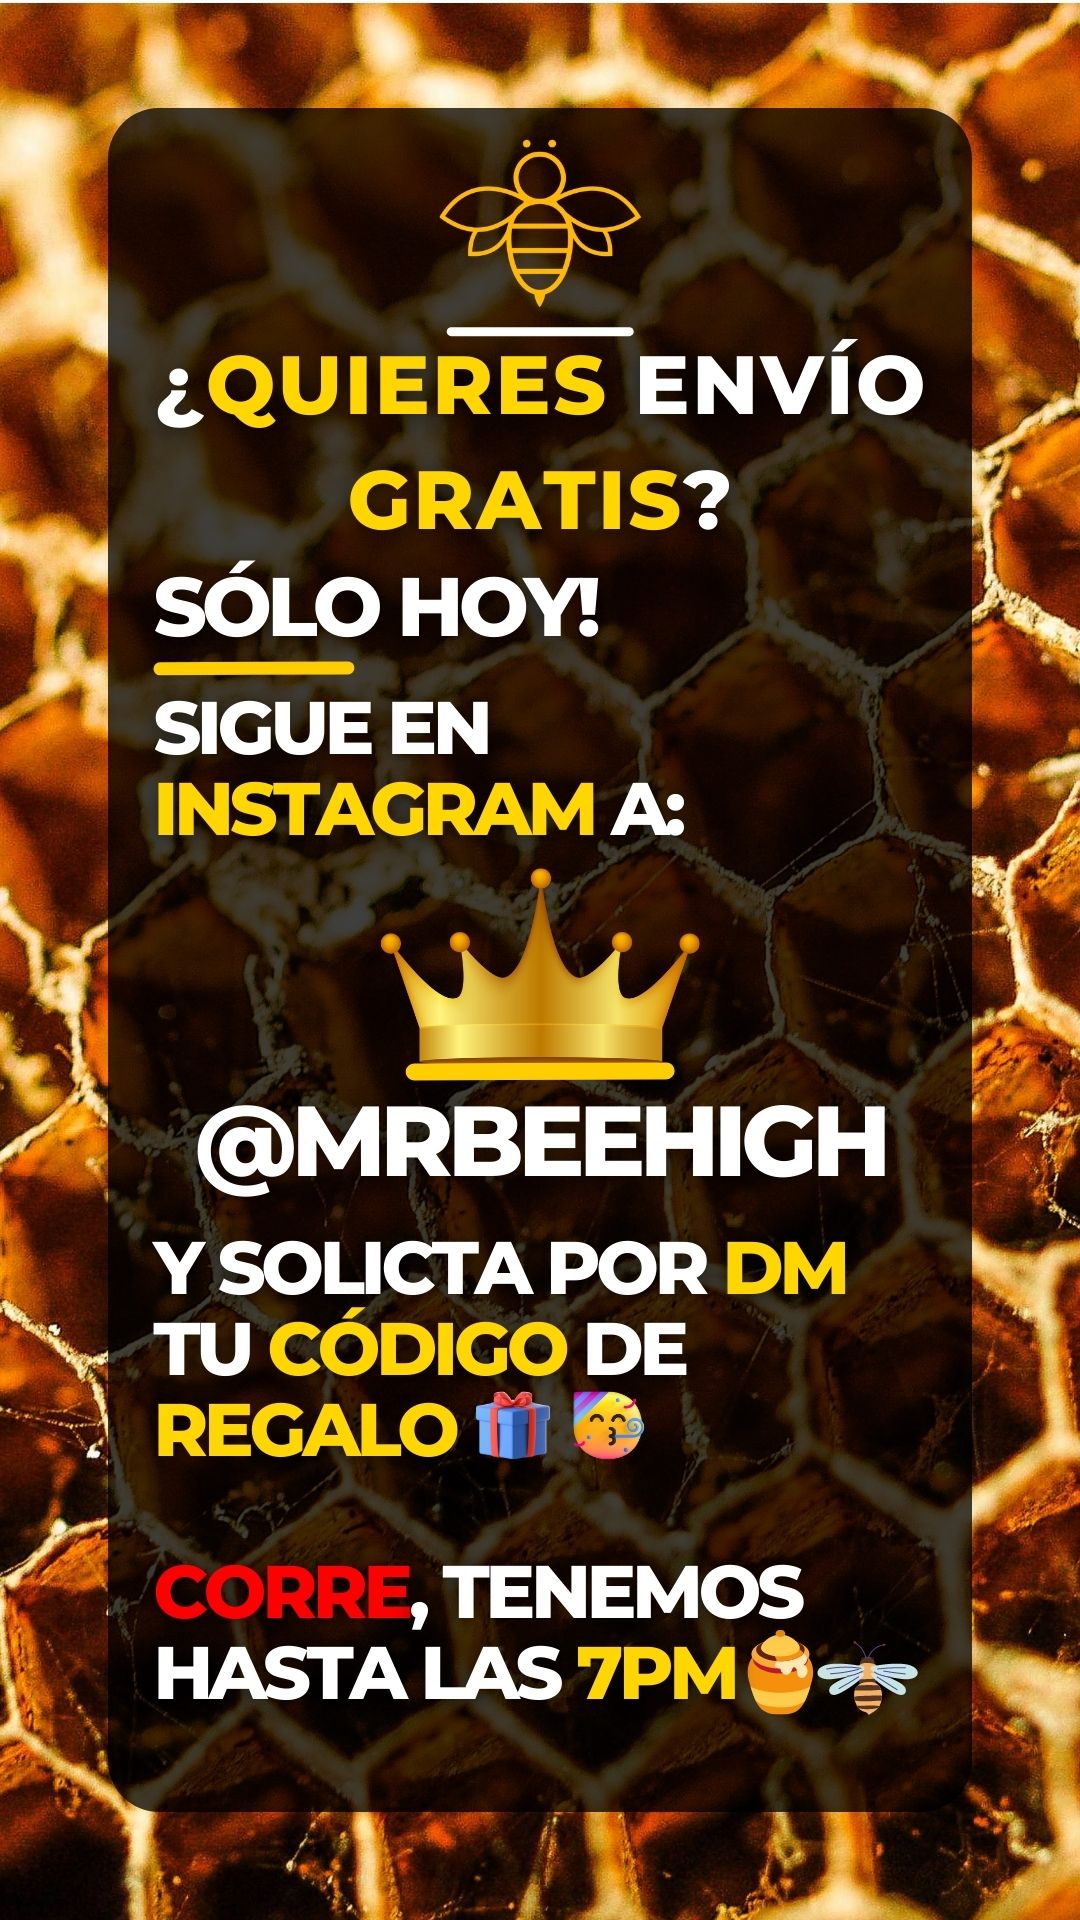 ¿QUIERES ENVÍO
GRATIS?
SÓLO HOY!
SIGUE EN
INSTAGRAM A:
@MRBEEHIGH
Y SOLICTA POR DM
TU CÓDIGO DE
REGALO 🎁 🥳
CORRE, TENEMOS
HASTA LAS 7PM🍯🐝